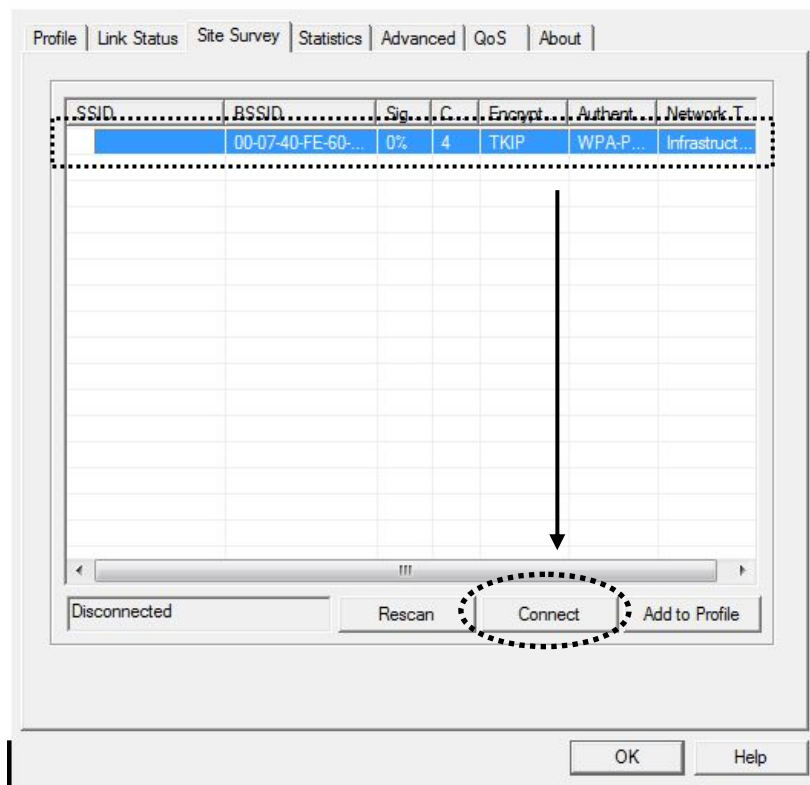 Profile Link Status Site Survey Statistics Advanced QoS About
SSID BSSID Sig... C... Encrypt... Authent... Network T...
00-07-40-FE-60-... 0% 4 TKIP WPA-P... Infrastruct...
Disconnected Rescan Connect Add to Profile
OK Help